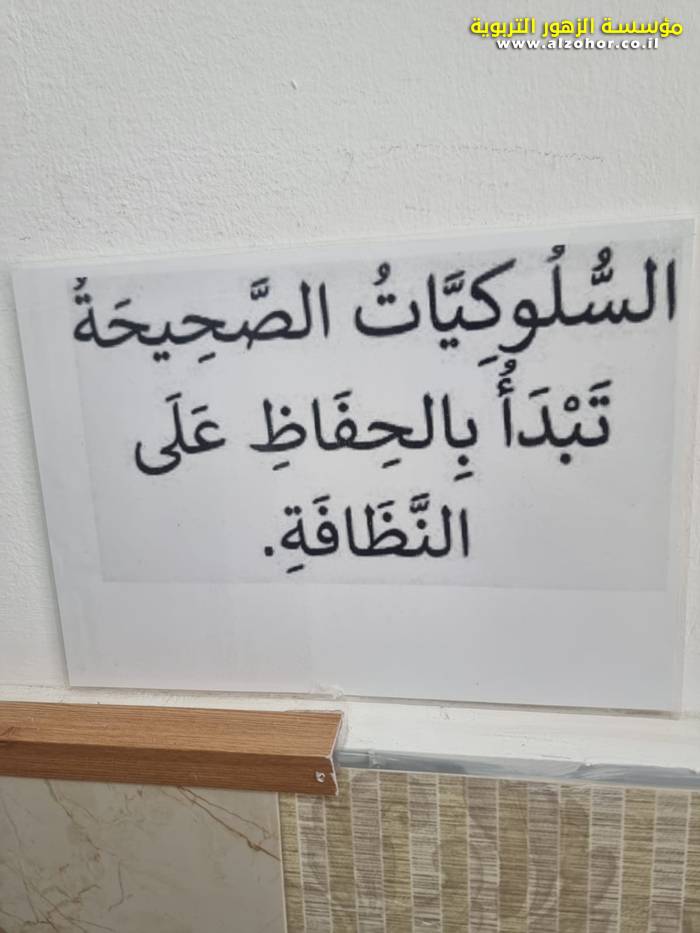 مؤسسة الزهور التربوية
www.alzohor.co.il
السُّلُوكِيَّاتُ الصَّحِيحَةُ
تَبْدَأُ بِالحِفَاظِ عَلَى
النَّظَافَةِ.